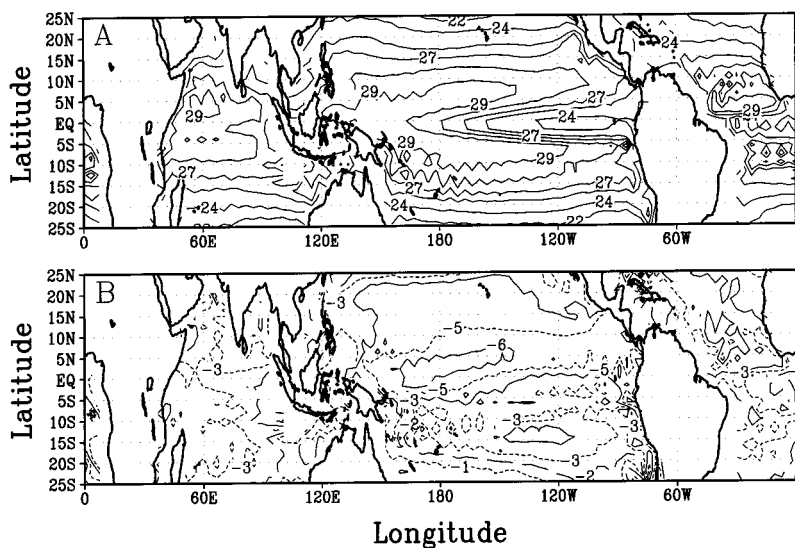 A
25N
20N
15N
10N
5N
EQ
5S
10S
15S
20S
25S
Latitude
22
24
27
29
29
24
27
29
29
29
27
24
22
27
24
24
29
0
60E
120E
180
120W
60W
B
25N
20N
15N
10N
5N
EQ
5S
10S
15S
20S
25S
Latitude
-3
-5
-6
-3
-5
5
-3
-3
-2
3
3
-3
-1
3
-2
0
60E
120E
180
120W
60W
Longitude